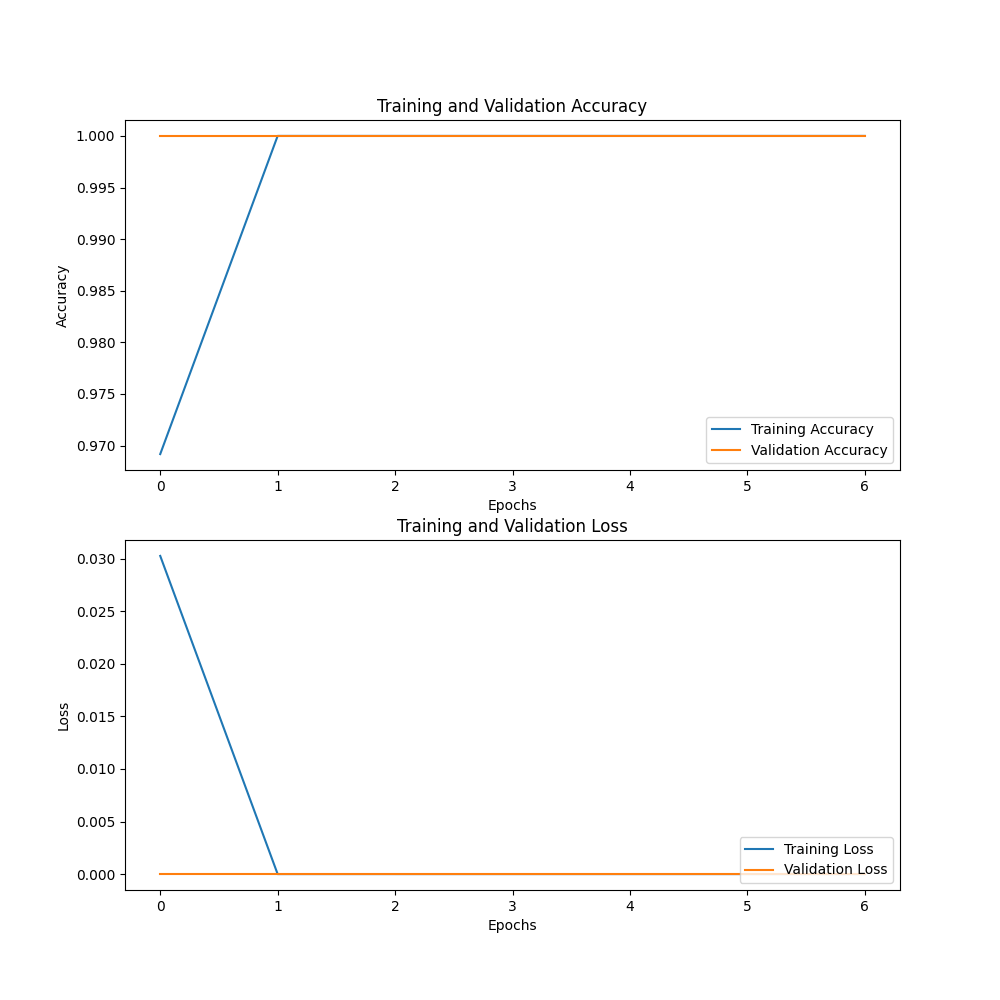 Training and Validation Accuracy
1.000
0.995
0.990
0.985
0.980
0.975
0.970
Accuracy
Training Accuracy
Validation Accuracy
0 1 2 3 4 5 6
Epochs
Training and Validation Loss
0.030
0.025
0.020
0.015
0.010
0.005
0.000
Loss
Training Loss
Validation Loss
0 1 2 3 4 5 6
Epochs